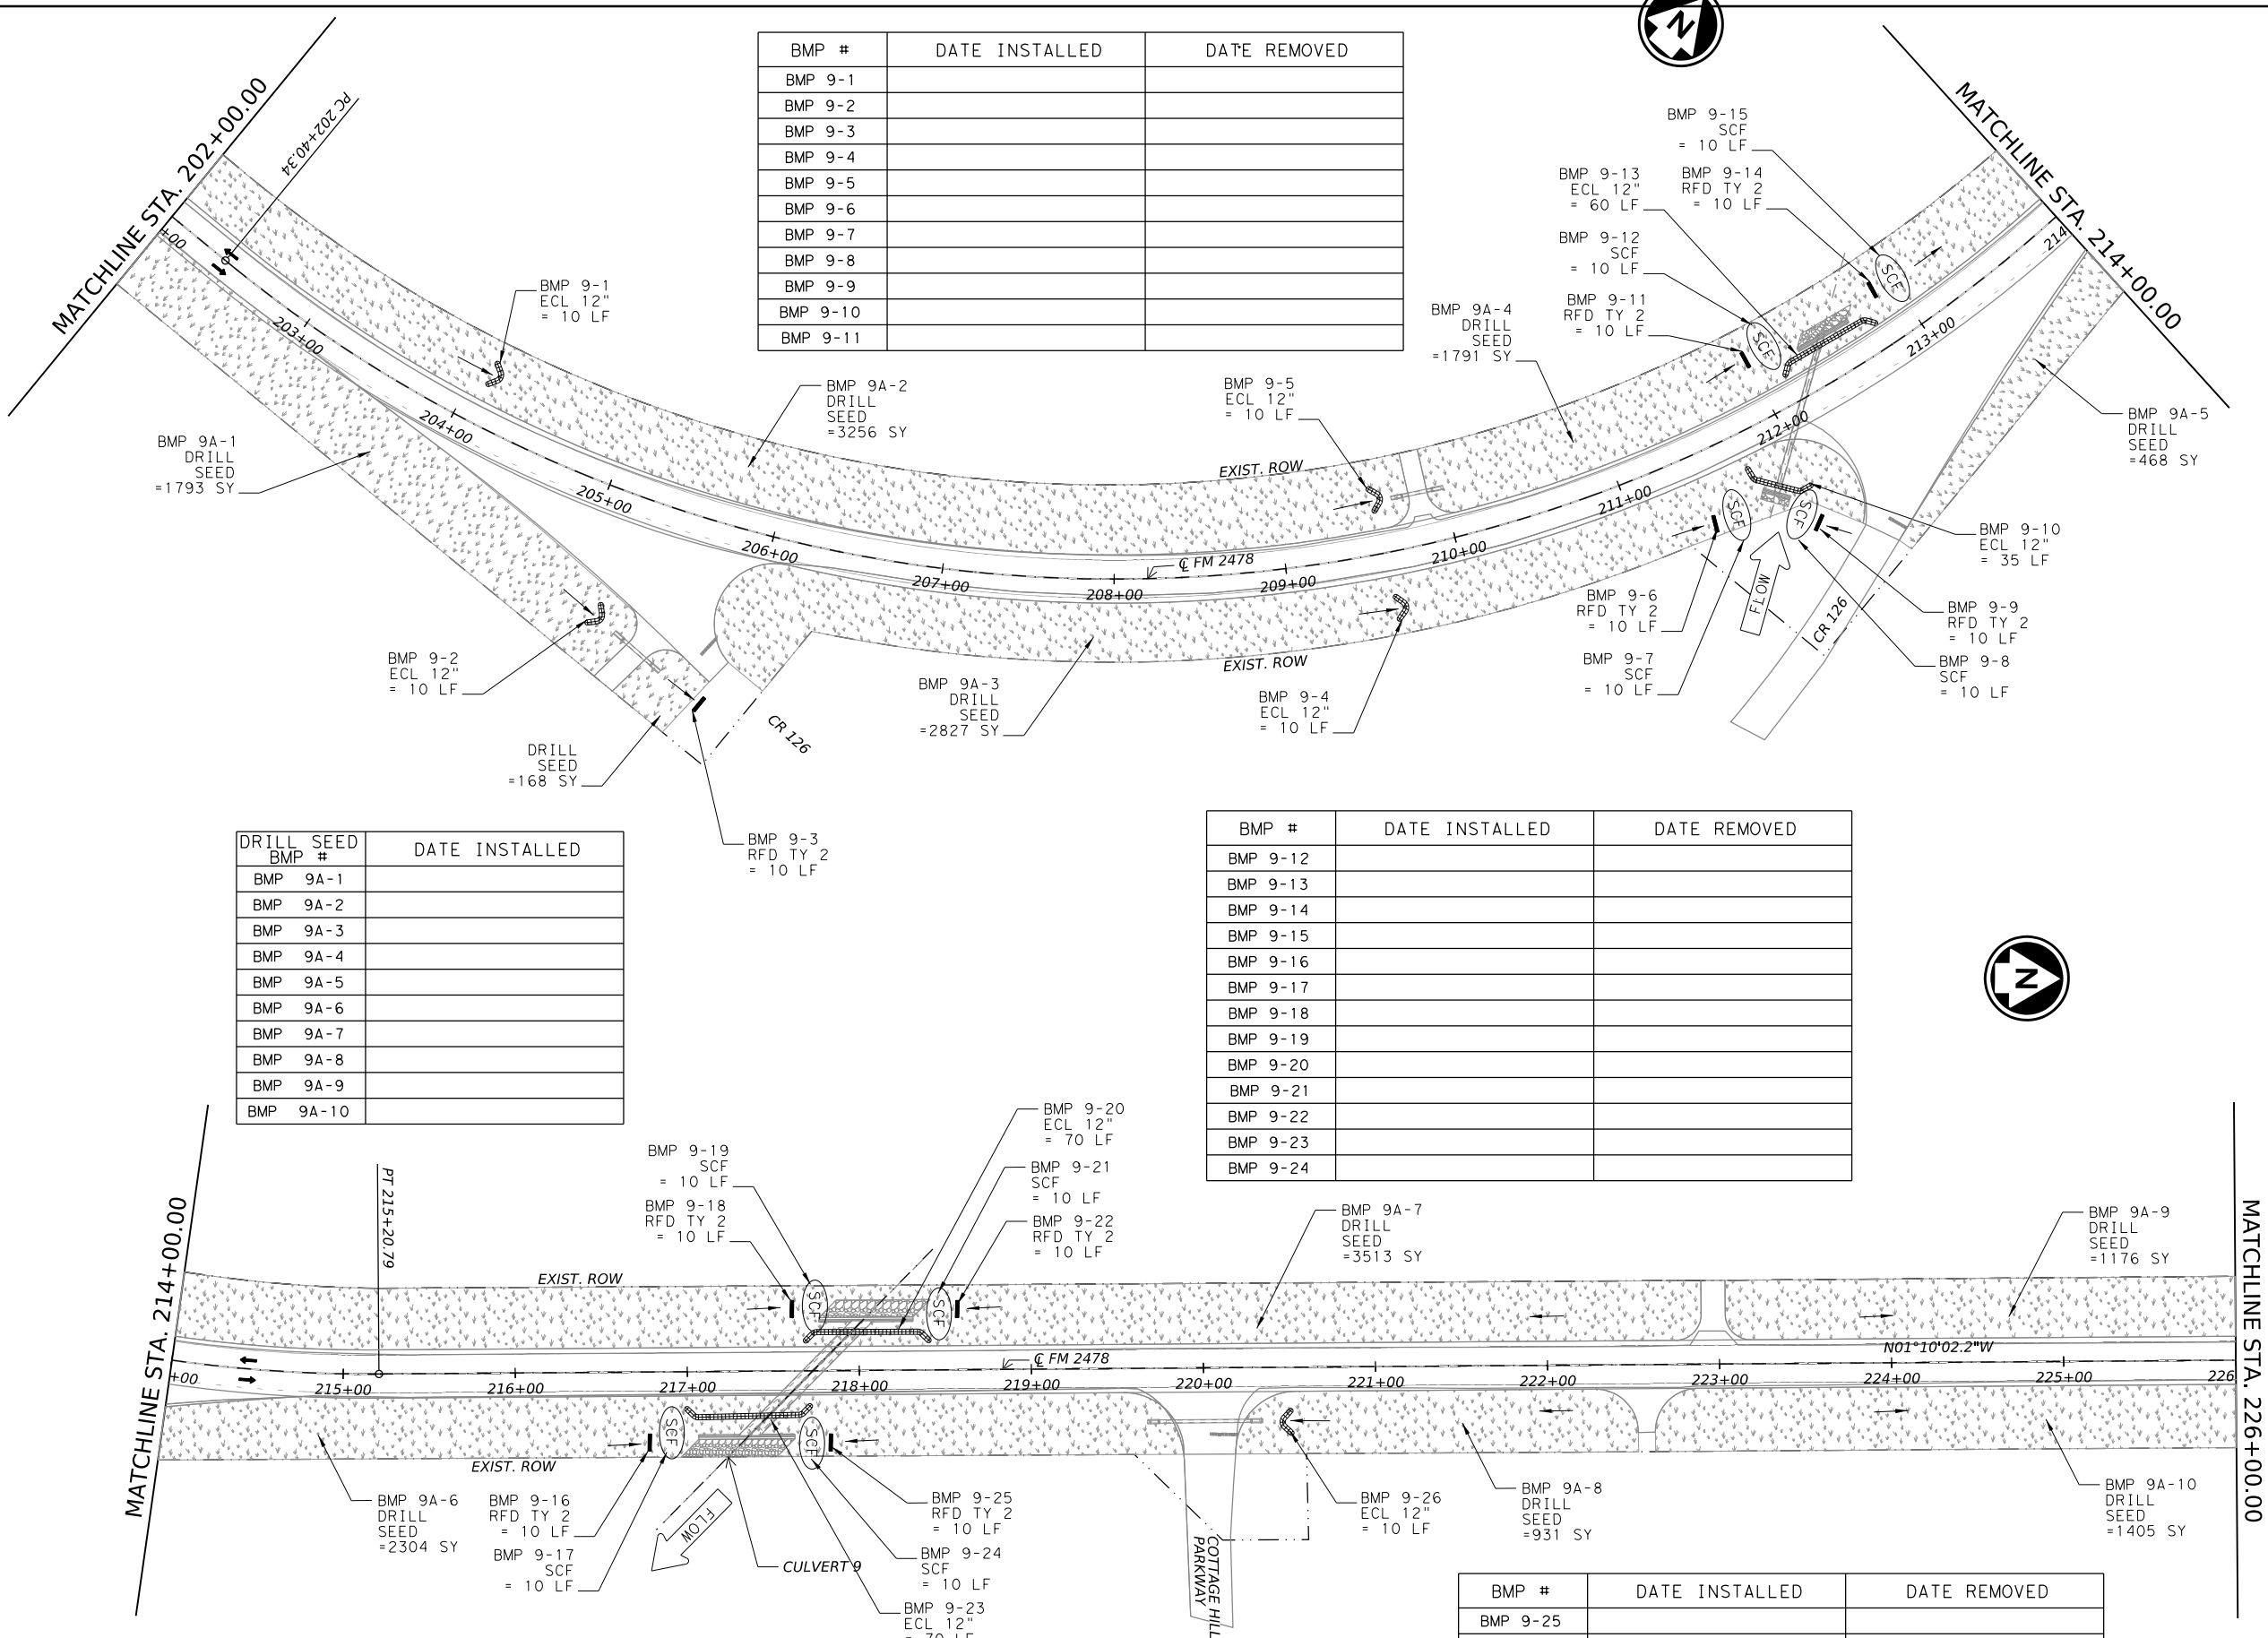 BMP # DATE INSTALLED DATE REMOVED
BMP 9-1
BMP 9-2
BMP 9-3
BMP 9-4
BMP 9-5
BMP 9-6
BMP 9-7
BMP 9-8
BMP 9-9
BMP 9-10
BMP 9-11
N
MATCHLINE STA. 202+00.00
PC 202+40.34
+00
203+00
204+00
205+00
206+00
207+00
208+00
209+00
210+00
211+00
212+00
213+00
214
MATCHLINE STA. 214+00.00
BMP 9-1
ECL 12"
= 10 LF
BMP 9A-1
DRILL
SEED
=1793 SY
BMP 9A-2
DRILL
SEED
=3256 SY
BMP 9-2
ECL 12"
= 10 LF
DRILL
SEED
=168 SY
BMP 9-3
RFD TY 2
= 10 LF
CR 126
BMP 9A-3
DRILL
SEED
=2827 SY
EXIST. ROW
EXIST. ROW
℄ FM 2478
BMP 9-5
ECL 12"
= 10 LF
BMP 9-4
ECL 12"
= 10 LF
BMP 9A-4
DRILL
SEED
=1791 SY
BMP 9-15
SCF
= 10 LF
BMP 9-13
ECL 12"
= 60 LF
BMP 9-14
RFD TY 2
= 10 LF
BMP 9-12
SCF
= 10 LF
BMP 9-11
RFD TY 2
= 10 LF
SCF
SCF
SCF
SCF
BMP 9-6
RFD TY 2
= 10 LF
BMP 9-7
SCF
= 10 LF
FLOW
CR 126
BMP 9A-5
DRILL
SEED
=468 SY
BMP 9-10
ECL 12"
= 35 LF
BMP 9-9
RFD TY 2
= 10 LF
BMP 9-8
SCF
= 10 LF
DRILL SEED
BMP # DATE INSTALLED
BMP 9A-1
BMP 9A-2
BMP 9A-3
BMP 9A-4
BMP 9A-5
BMP 9A-6
BMP 9A-7
BMP 9A-8
BMP 9A-9
BMP 9A-10
BMP # DATE INSTALLED DATE REMOVED
BMP 9-12
BMP 9-13
BMP 9-14
BMP 9-15
BMP 9-16
BMP 9-17
BMP 9-18
BMP 9-19
BMP 9-20
BMP 9-21
BMP 9-22
BMP 9-23
BMP 9-24
N
MATCHLINE STA. 214+00.00
PT 215+20.79
BMP 9-19
SCF
= 10 LF
BMP 9-18
RFD TY 2
= 10 LF
BMP 9-20
ECL 12"
= 70 LF
BMP 9-21
SCF
= 10 LF
BMP 9-22
RFD TY 2
= 10 LF
BMP 9A-7
DRILL
SEED
=3513 SY
BMP 9A-9
DRILL
SEED
=1176 SY
MATCHLINE STA. 226+00.00
EXIST. ROW
SCF
SCF
℄ FM 2478
N01°10'02.2"W
+00
215+00
216+00
217+00
218+00
219+00
220+00
221+00
222+00
223+00
224+00
225+00
226
SCF
SCF
EXIST. ROW
BMP 9A-6
DRILL
SEED
=2304 SY
BMP 9-16
RFD TY 2
= 10 LF
BMP 9-17
SCF
= 10 LF
FLOW
CULVERT 9
BMP 9-25
RFD TY 2
= 10 LF
BMP 9-24
SCF
= 10 LF
BMP 9-23
ECL 12"
= 70 LF
COTTAGE HILL
PARKWAY
BMP 9-26
ECL 12"
= 10 LF
BMP 9A-8
DRILL
SEED
=931 SY
BMP 9A-10
DRILL
SEED
=1405 SY
BMP # DATE INSTALLED DATE REMOVED
BMP 9-25